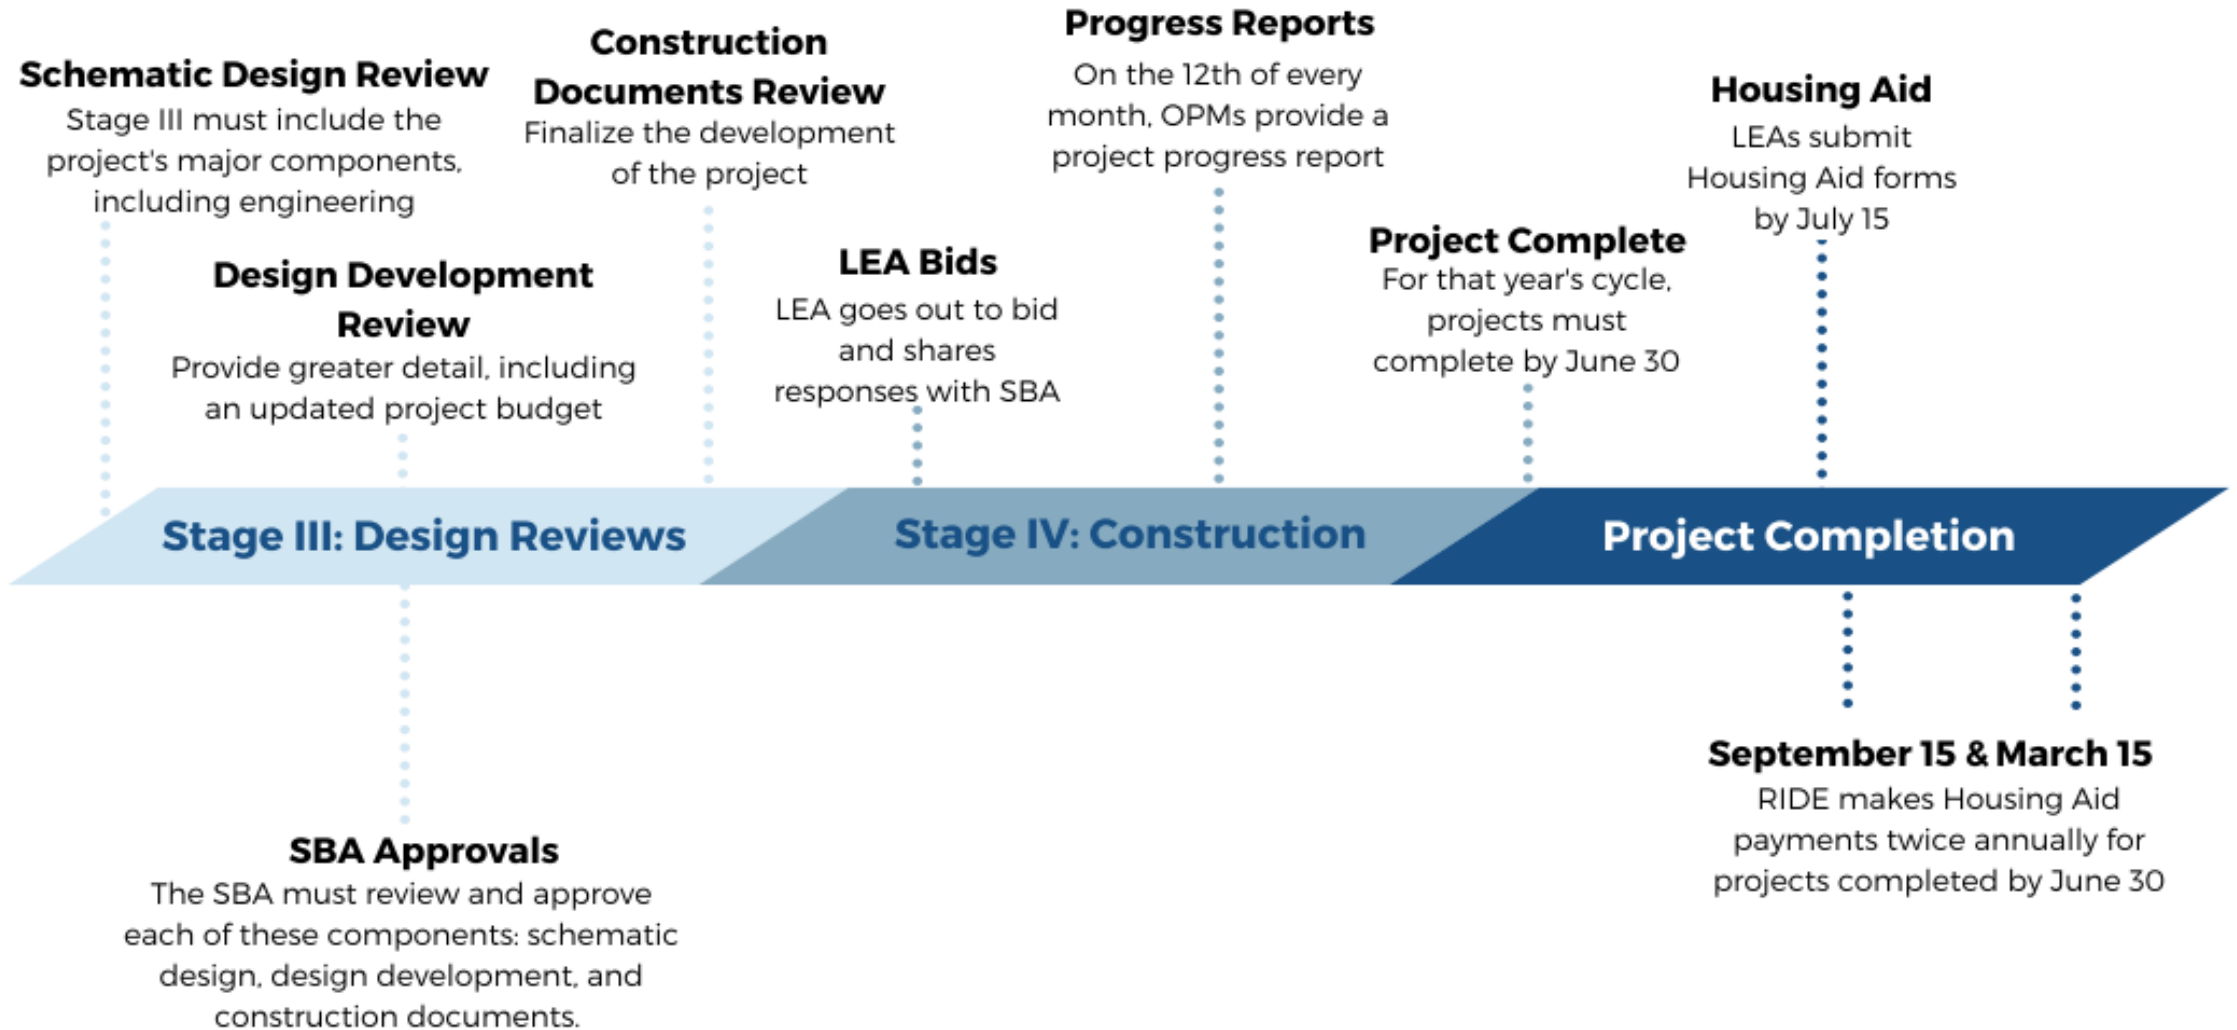 Schematic Design Review
Stage III must include the
project's major components,
including engineering
Design Development
Review
Provide greater detail, including
an updated project budget
Construction
Documents Review
Finalize the development
of the project
LEA Bids
LEA goes out to bid
and shares
responses with SBA
Progress Reports
On the 12th of every
month, OPMs provide a
project progress report
Project Complete
For that year's cycle,
projects must
complete by June 30
Housing Aid
LEAs submit
Housing Aid forms
by July 15
Stage III: Design Reviews
Stage IV: Construction
Project Completion
SBA Approvals
The SBA must review and approve
each of these components: schematic
design, design development, and
construction documents.
September 15 & March 15
RIDE makes Housing Aid
payments twice annually for
projects completed by June 30